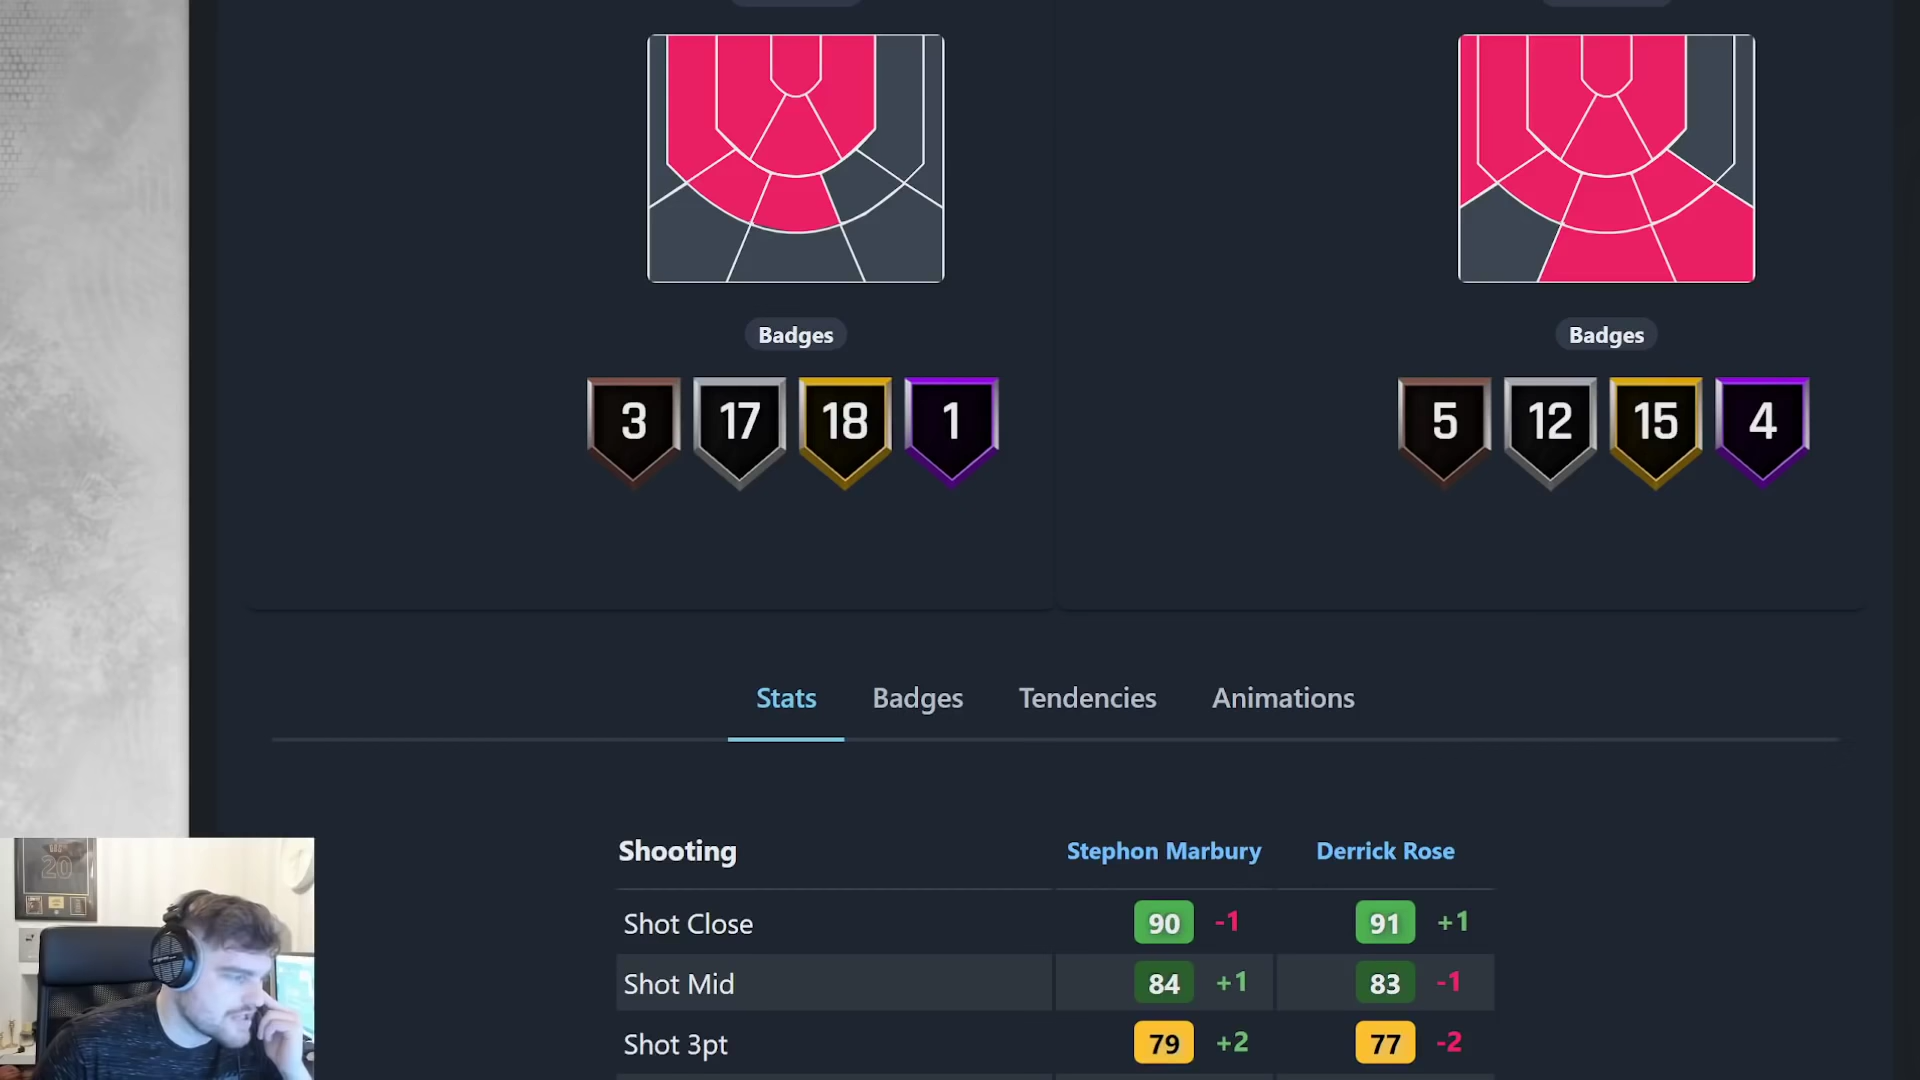 Badges
Badges
3 17 18 1
5 12 15 4
Stats Badges Tendencies Animations
Shooting Stephon Marbury Derrick Rose
Shot Close 90 -1 91 +1
Shot Mid 84 +1 83 -1
Shot 3pt 79 +2 77 -2
20